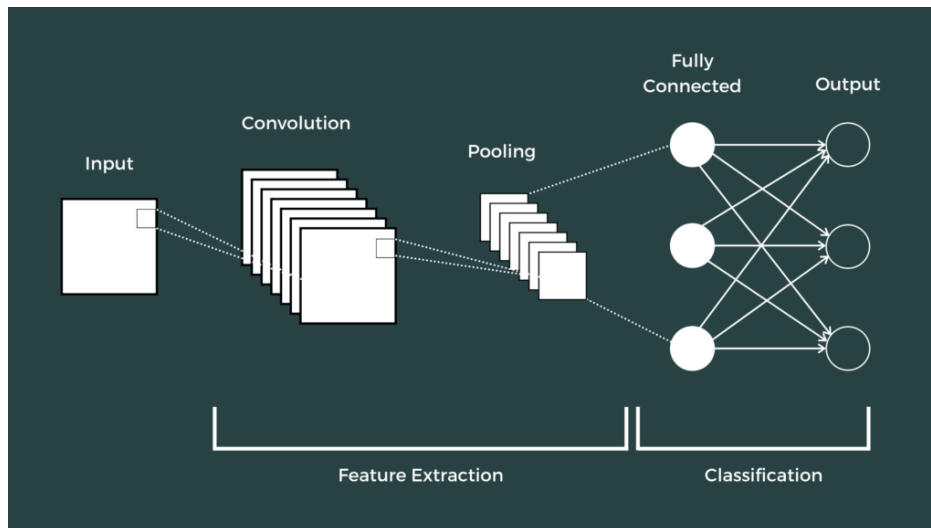 Input
Convolution
Pooling
Fully
Connected
Output
Feature Extraction
Classification